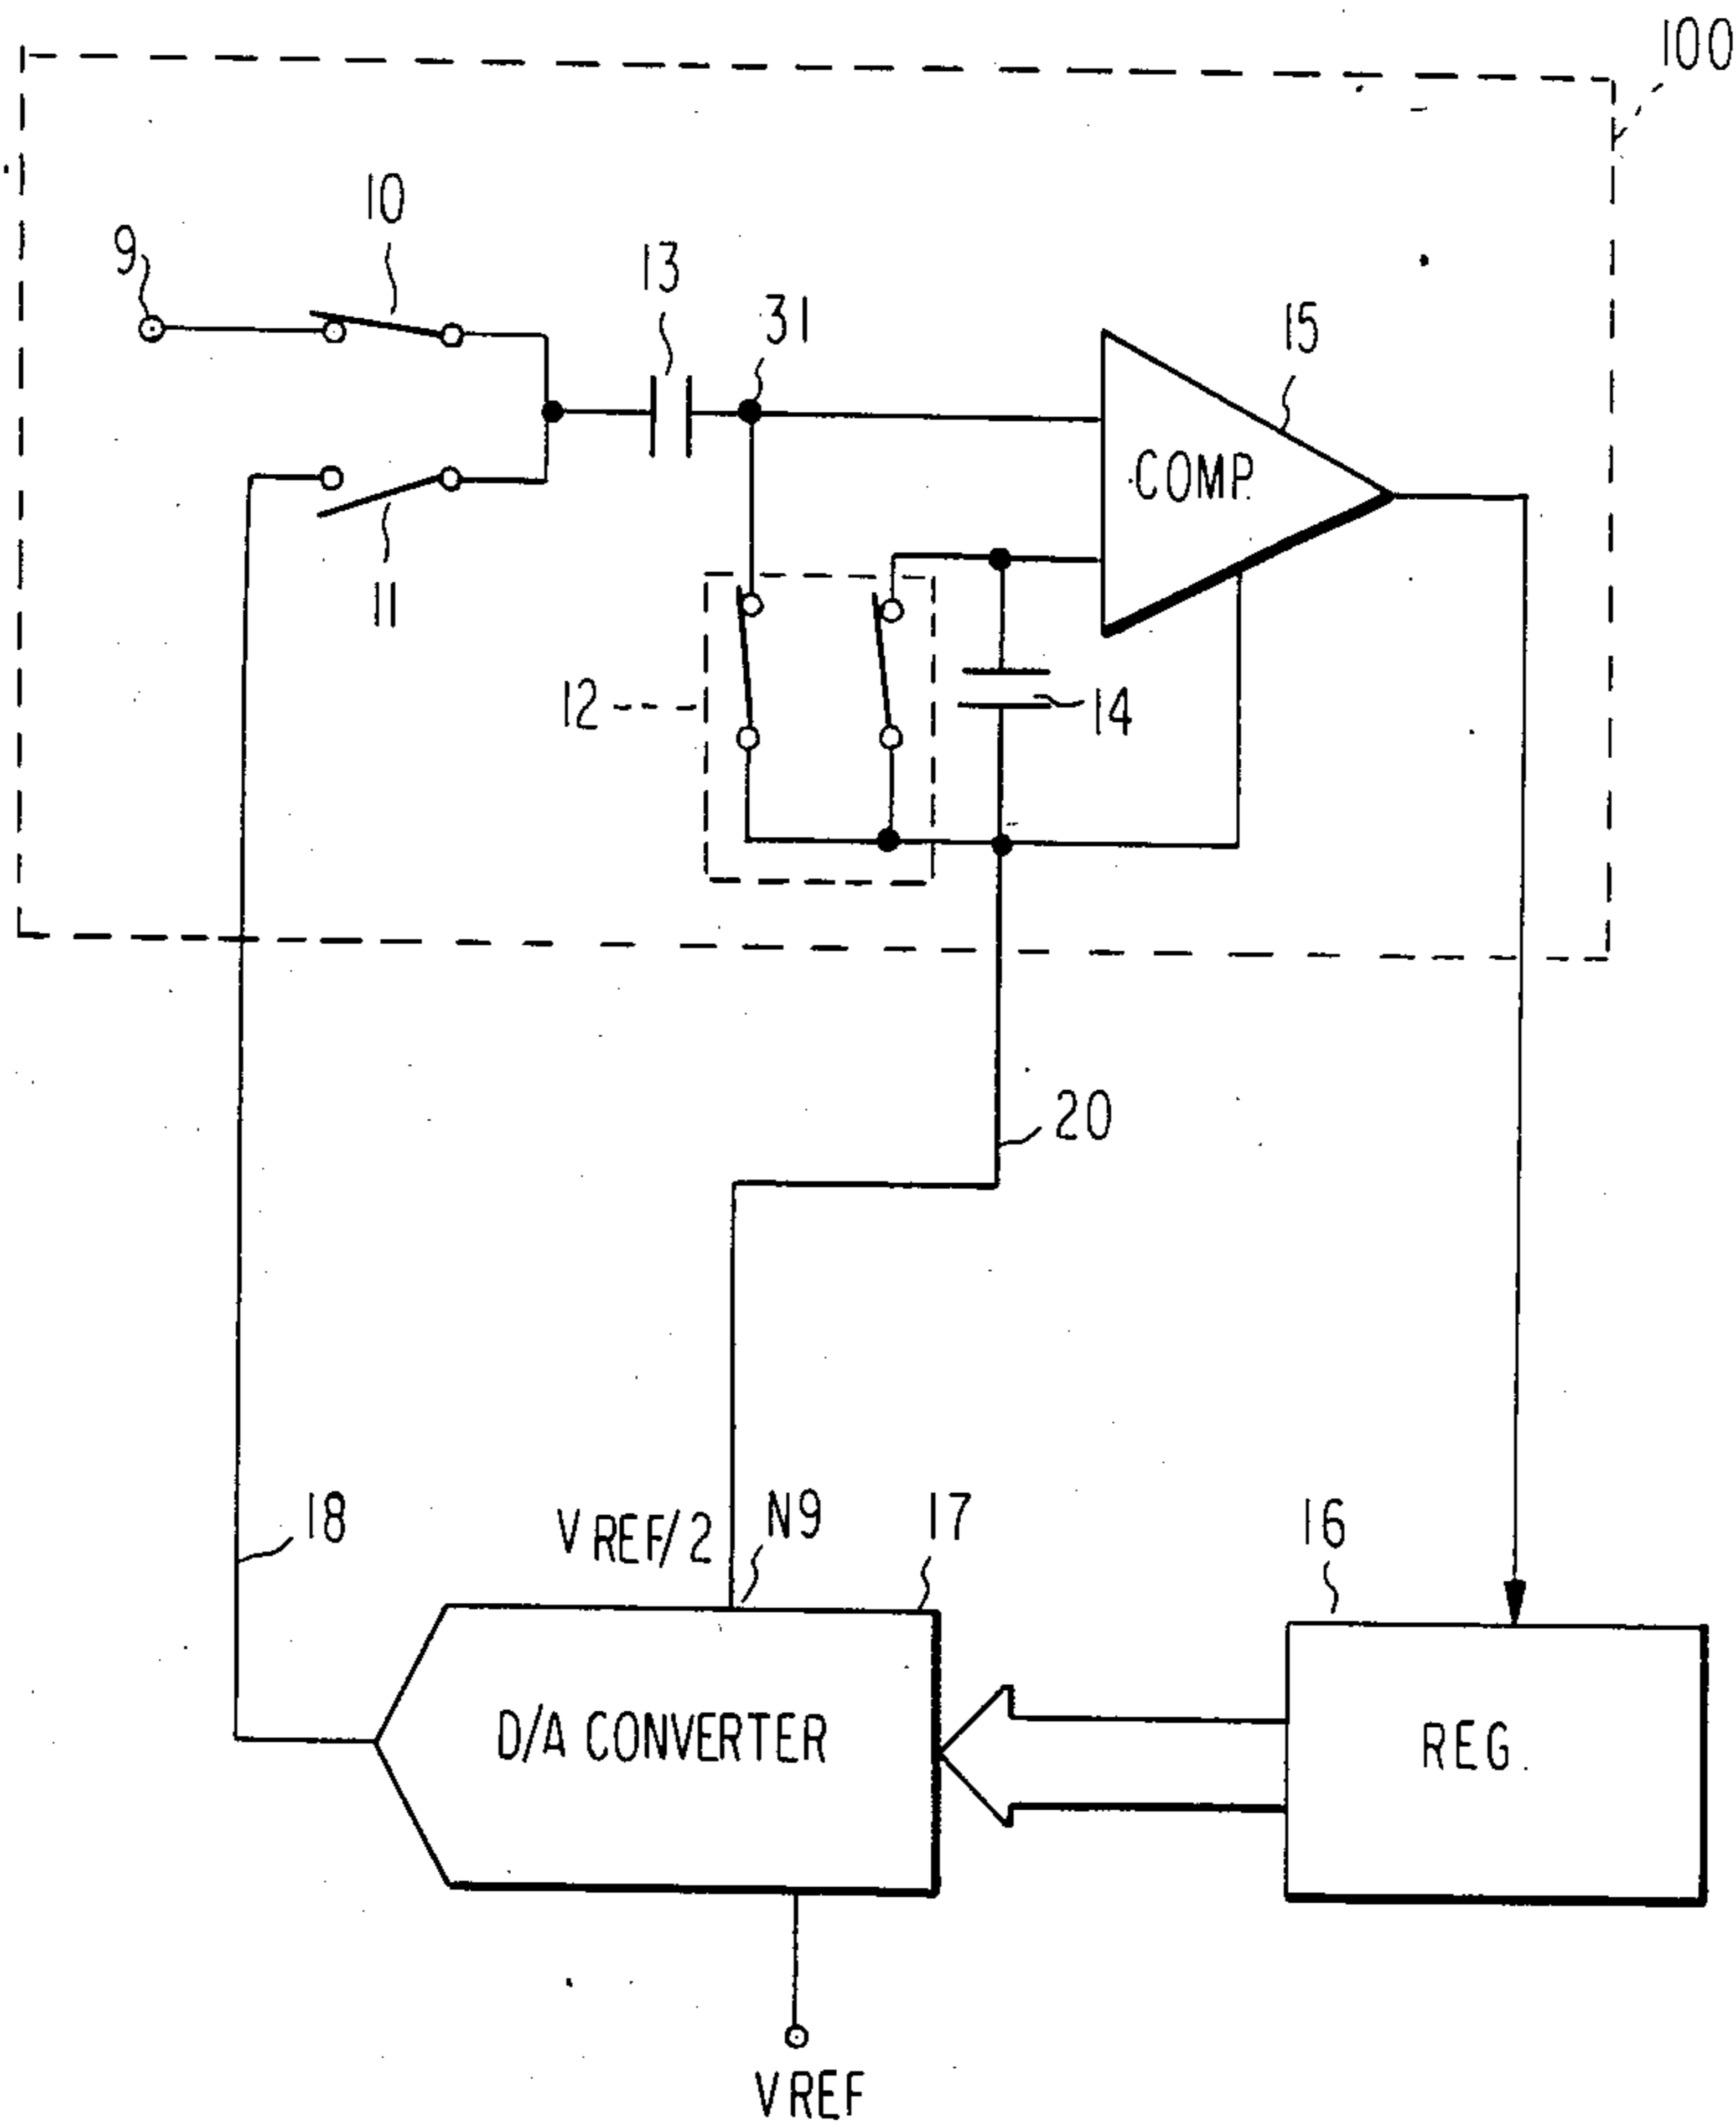 100
10
9
13
31
15
COMP.
11
12
14
20
18
VREF/2
N9
17
16
D/A CONVERTER
REG.
VREF